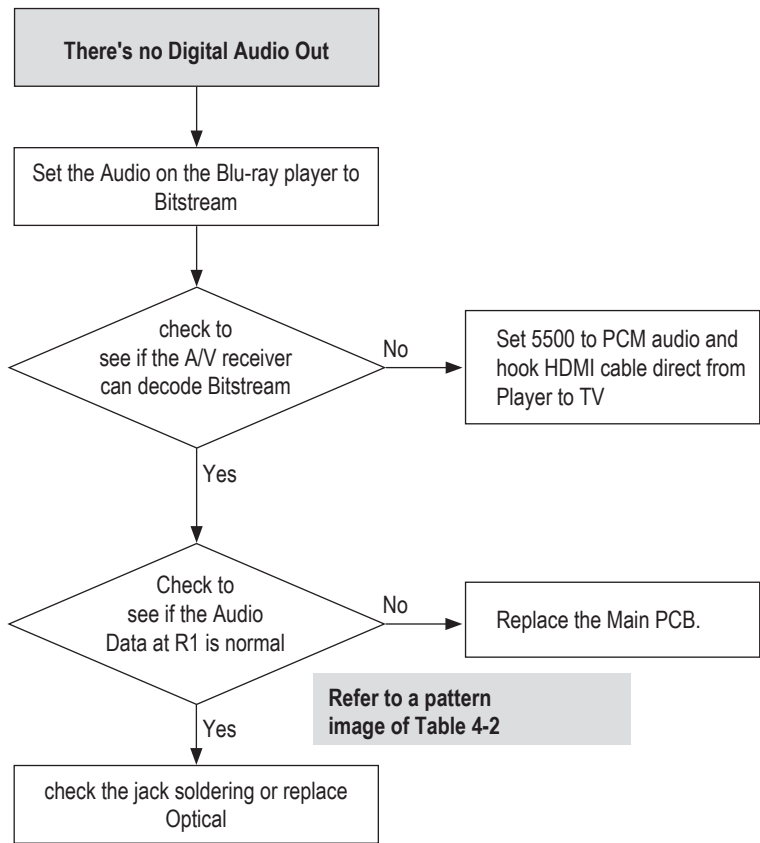 There's no Digital Audio Out
Set the Audio on the Blu-ray player to
Bitstream
check to
see if the A/V receiver
can decode Bitstream
No
Set 5500 to PCM audio and
hook HDMI cable direct from
Player to TV
Yes
Check to
see if the Audio
Data at R1 is normal
No
Replace the Main PCB.
Refer to a pattern
image of Table 4-2
Yes
check the jack soldering or replace
Optical